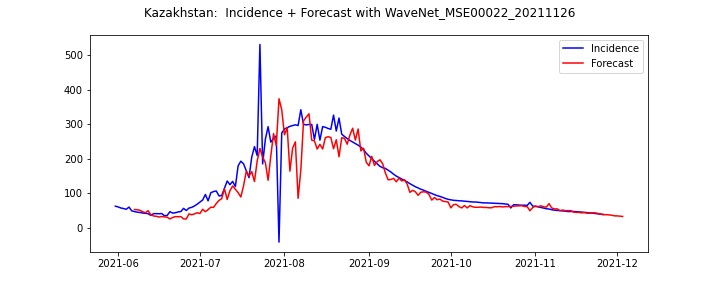 Kazakhstan:  Incidence + Forecast with WaveNet_MSE00022_20211126
Incidence
Forecast
500
400
300
200
100
0
2021-06 2021-07 2021-08 2021-09 2021-10 2021-11 2021-12